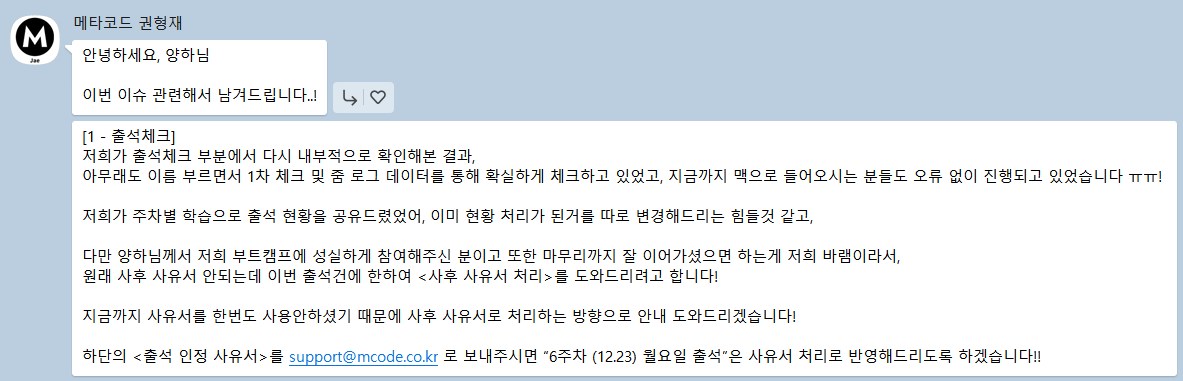 메타코드 권형재
M
Jae
안녕하세요, 양하님
이번 이슈 관련해서 남겨드립니다..!
[1 - 출석체크]
저희가 출석체크 부분에서 다시 내부적으로 확인해본 결과,
아무래도 이름 부르면서 1차 체크 및 줌 로그 데이터를 통해 확실하게 체크하고 있었고, 지금까지 맥으로 들어오시는 분들도 오류 없이 진행되고 있었습니다 ㅠㅠ!
저희가 주차별 학습으로 출석 현황을 공유드렸었어, 이미 현황 처리가 된거를 따로 변경해드리는 힘들것 같고,
다만 양하님께서 저희 부트캠프에 성실하게 참여해주신 분이고 또한 마무리까지 잘 이어가셨으면 하는게 저희 바램이라서,
원래 사후 사유서 안되는데 이번 출석건에 한하여 <사후 사유서 처리>를 도와드리려고 합니다!
지금까지 사유서를 한번도 사용안하셨기 때문에 사후 사유서로 처리하는 방향으로 안내 도와드리겠습니다!
하단의 <출석 인정 사유서>를 support@mcode.co.kr 로 보내주시면 “6주차 (12.23) 월요일 출석”은 사유서 처리로 반영해드리도록 하겠습니다!!